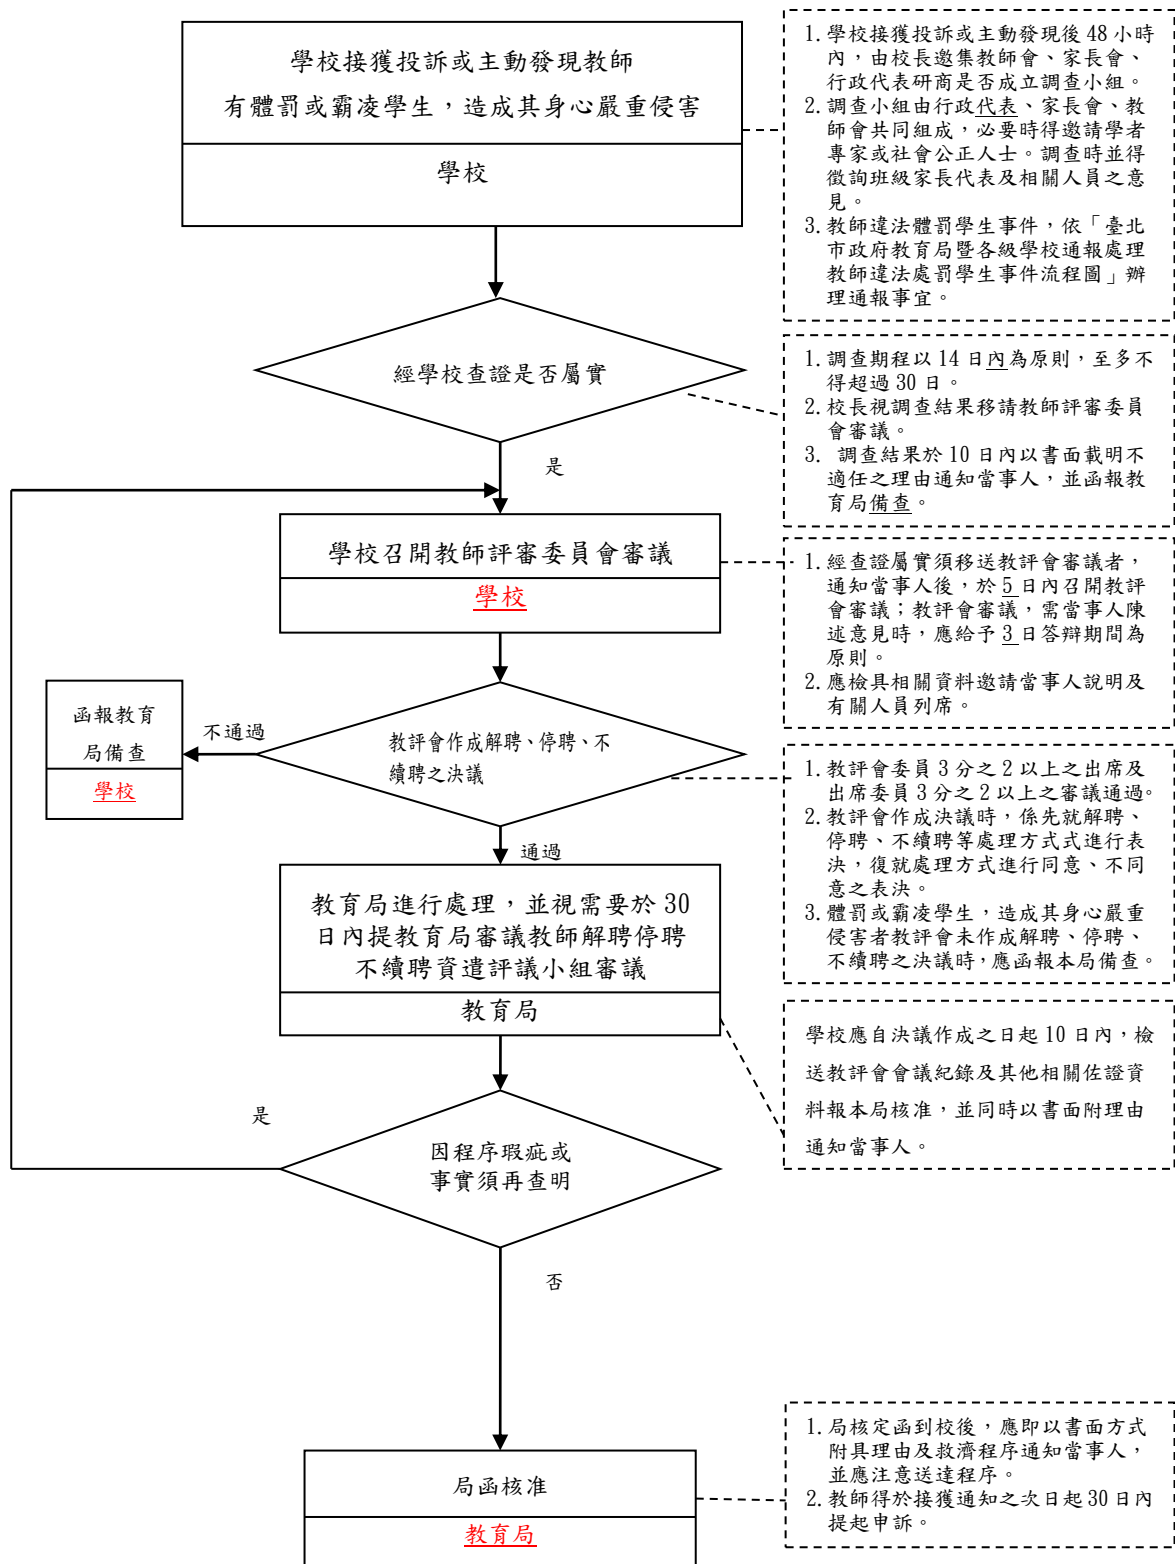 學校接獲投訴或主動發現教師
有體罰或霸凌學生，造成其身心嚴重侵害
學校
1. 學校接獲投訴或主動發現後 48 小時
內，由校長邀集教師會、家長會、
行政代表研商是否成立調查小組。
2. 調查小組由行政代表、家長會、教
師會共同組成，必要時得邀請學者
專家或社會公正人士。調查時並得
徵詢班級家長代表及相關人員之意
見。
3. 教師違法體罰學生事件，依「臺北
市政府教育局暨各級學校通報處理
教師違法處罰學生事件流程圖」辦
理通報事宜。
經學校查證是否屬實
1. 調查期程以 14 日內為原則，至多不
得超過 30 日。
2. 校長視調查結果移請教師評審委員
會審議。
3. 調查結果於 10 日內以書面載明不
適任之理由通知當事人，並函報教
育局備查。
是
學校召開教師評審委員會審議
學校
1. 經查證屬實須移送教評會審議者，
通知當事人後，於 5 日內召開教評
會審議；教評會審議，需當事人陳
述意見時，應給予 3 日答辯期間為
原則。
2. 應檢具相關資料邀請當事人說明及
有關人員列席。
函報教育
局備查
學校
不通過
教評會作成解聘、停聘、不
續聘之決議
1. 教評會委員 3 分之 2 以上之出席及
出席委員 3 分之 2 以上之審議通過。
2. 教評會作成決議時，係先就解聘、
停聘、不續聘等處理方式式進行表
決，復就處理方式進行同意、不同
意之表決。
3. 體罰或霸凌學生，造成其身心嚴重
侵害者教評會未作成解聘、停聘、
不續聘之決議時，應函報本局備查。
通過
教育局進行處理，並視需要於 30
日內提教育局審議教師解聘停聘
不續聘資遣評議小組審議
教育局
學校應自決議作成之日起 10 日內，檢
送教評會會議紀錄及其他相關佐證資
料報本局核准，並同時以書面附理由
通知當事人。
是
因程序瑕疵或
事實須再查明
否
局函核准
教育局
1. 局核定函到校後，應即以書面方式
附具理由及救濟程序通知當事人，
並應注意送達程序。
2. 教師得於接獲通知之次日起 30 日內
提起申訴。